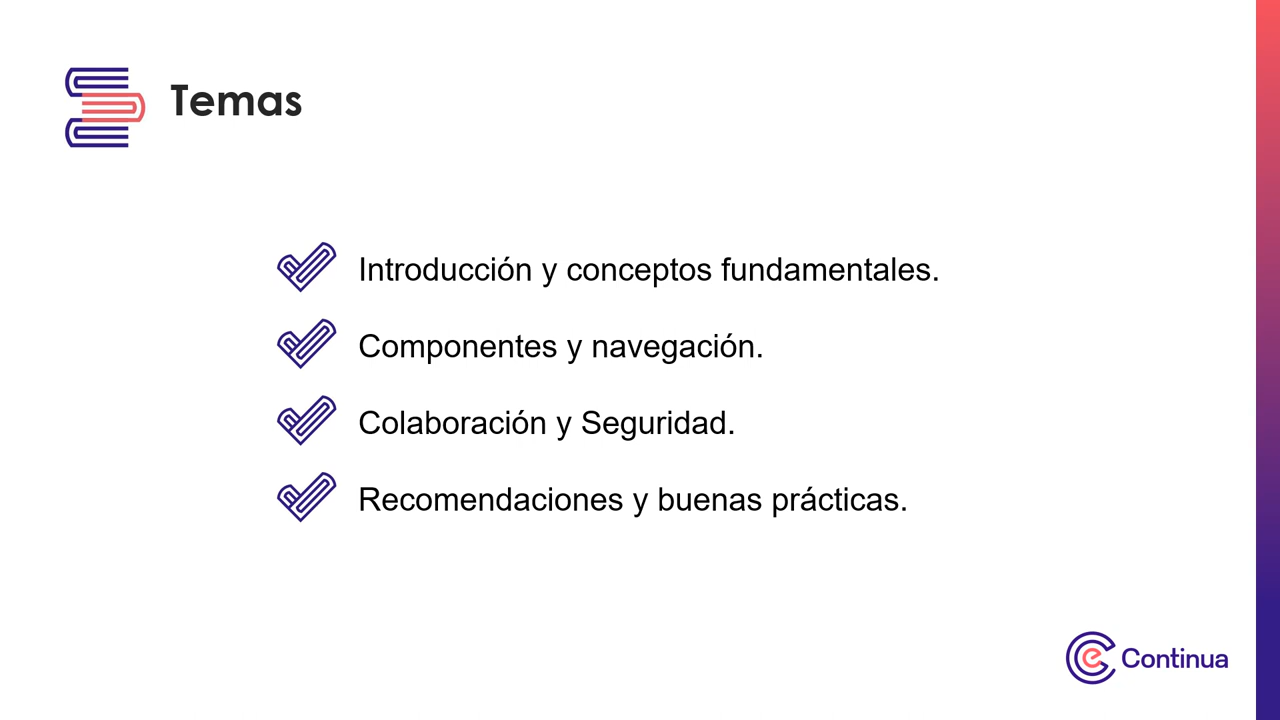 Temas
Introducción y conceptos fundamentales.
Componentes y navegación.
Colaboración y Seguridad.
Recomendaciones y buenas prácticas.
Continua